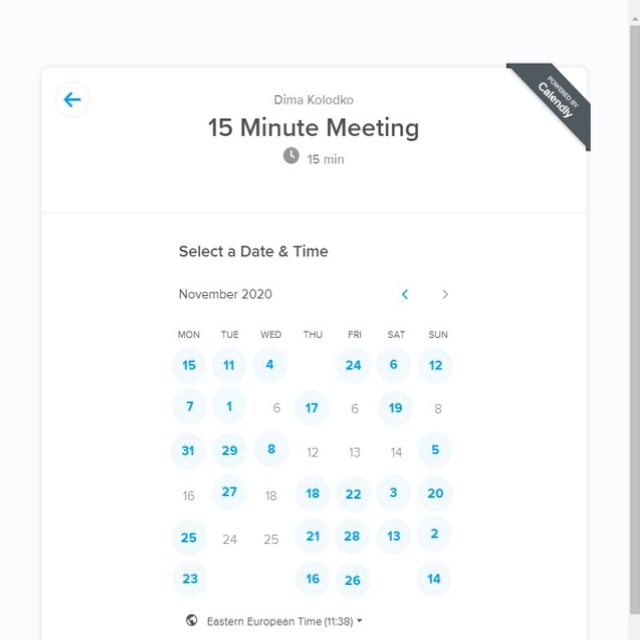 POWERED BY
Calendly
Dima Kolodko
15 Minute Meeting
15 min
Select a Date & Time
November 2020
MON TUE WED THU FRI SAT SUN
15 11 4 24 6 12
7 1 6 17 6 19 8
31 29 8 12 13 14 5
16 27 18 18 22 3 20
25 24 25 21 28 13 2
23 16 26 14
Eastern European Time (11:38)